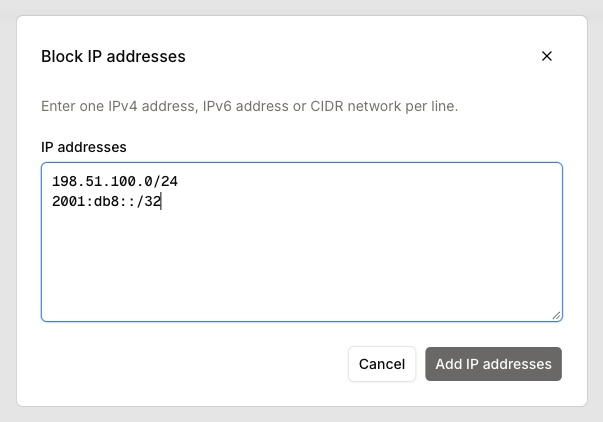 Block IP addresses
Enter one IPv4 address, IPv6 address or CIDR network per line.
IP addresses
198.51.100.0/24
2001:db8::/32
Cancel
Add IP addresses